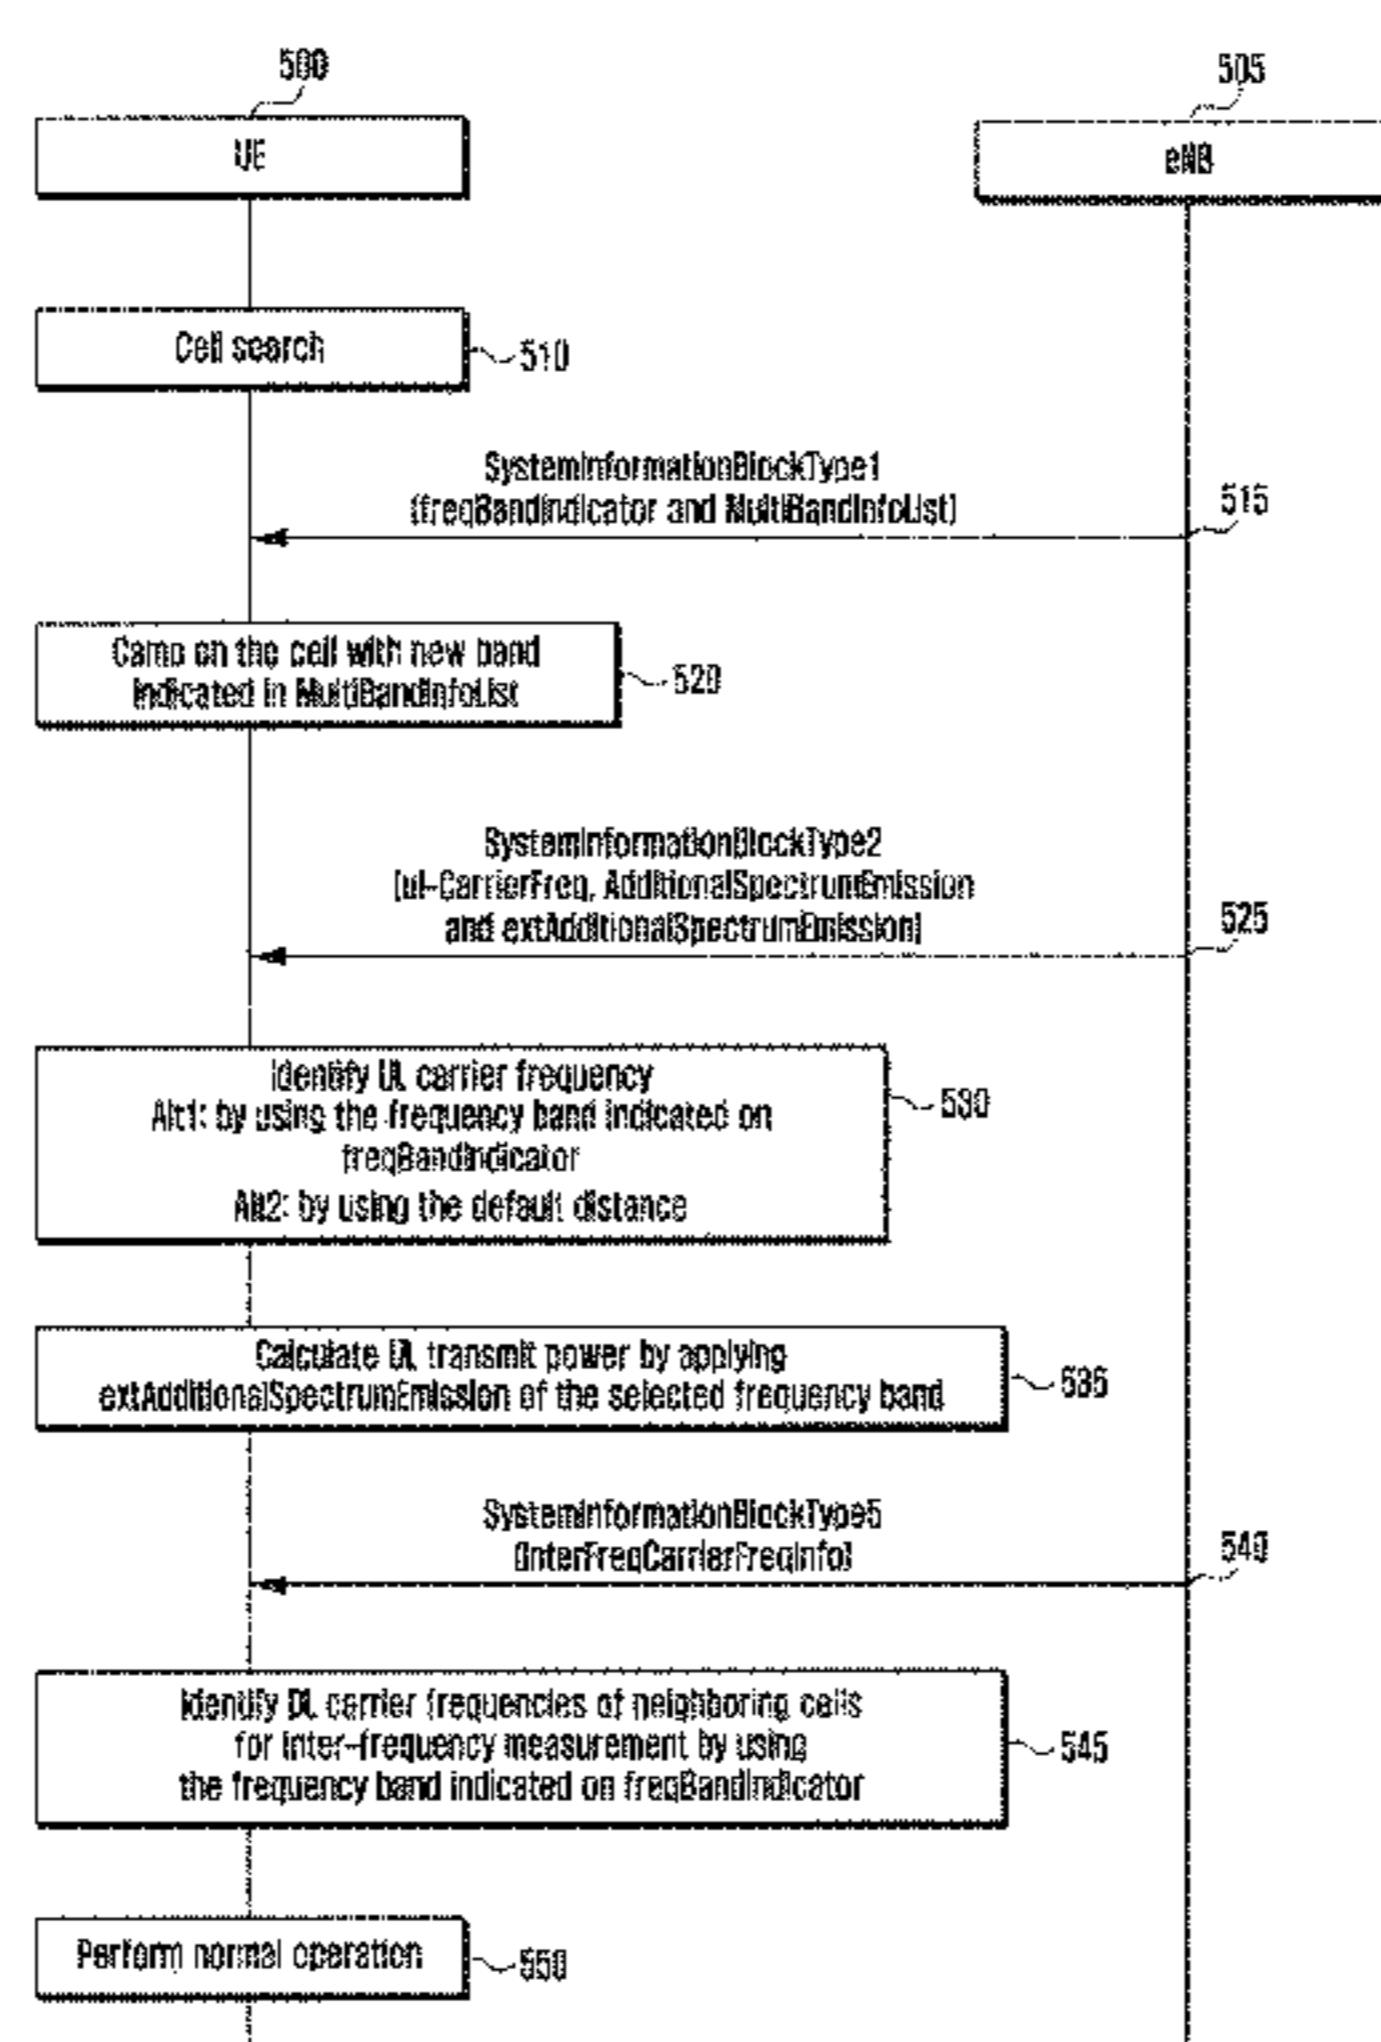 500
505
UE
eNB
Cell search
510
SystemInformationBlockType1
(freqBandIndicator and MultiBandInfoList)
515
Camp on the cell with new band
indicated in MultiBandInfoList
520
SystemInformationBlockType2
(ul-CarrierFreq, AdditionalSpectrumEmission
and extAdditionalSpectrumEmission)
525
Identify UL carrier frequency
Alt1: by using the frequency band indicated on
freqBandIndicator
Alt2: by using the default distance
530
Calculate UL transmit power by applying
extAdditionalSpectrumEmission of the selected frequency band
535
SystemInformationBlockType5
(InterFreqCarrierFreqInfo)
540
Identify DL carrier frequencies of neighboring cells
for inter-frequency measurement by using
the frequency band indicated on freqBandIndicator
545
Perform normal operation
550